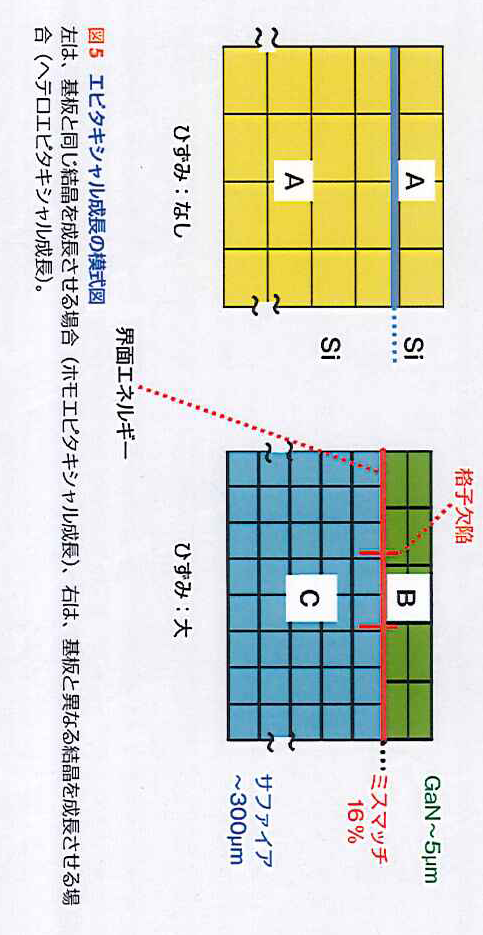 A
A
Si
Si
ひずみ:なし
格子欠陥
B
C
GaN~5μm
ミスマッチ
16%
サファイア
~300μm
界面エネルギー
ひずみ:大
図5 エピタキシャル成長の模式図
左は、基板と同じ結晶を成長させる場合(ホモエピタキシャル成長)、右は、基板と異なる結晶を成長させる場
合(ヘテロエピタキシャル成長)。